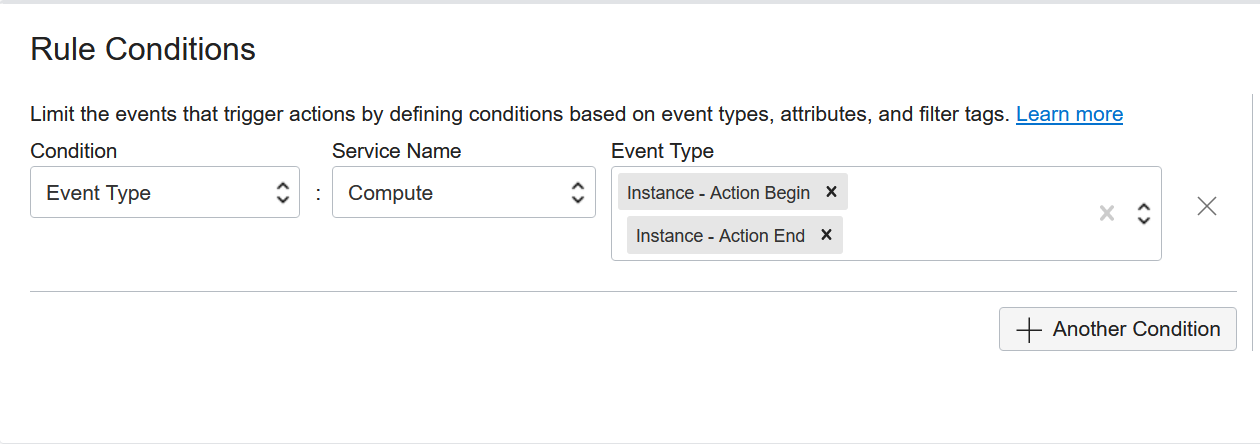 Rule Conditions
Limit the events that trigger actions by defining conditions based on event types, attributes, and filter tags. Learn more
Condition Service Name Event Type
Event Type : Compute Instance - Action Begin ×
Instance - Action End ×
Another Condition